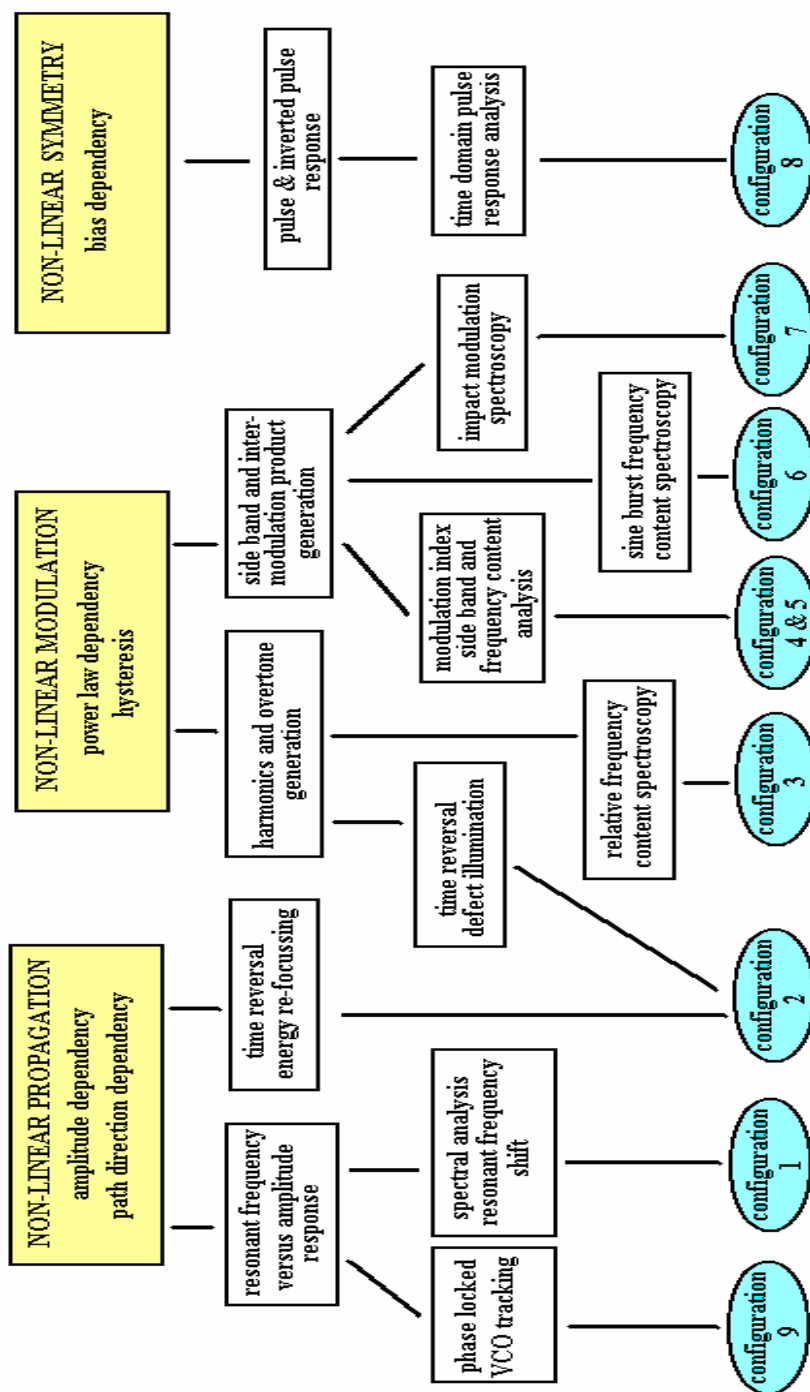 NON-LINEAR PROPAGATION
amplitude dependency
path direction dependency
NON-LINEAR MODULATION
power law dependency
hysteresis
NON-LINEAR SYMMETRY
bias dependency
resonant frequency
versus amplitude
response
time reversal
energy re-focussing
harmonics and overtone
generation
side band and inter-
modulation product
generation
pulse & inverted pulse
response
phase locked
VCO tracking
spectral analysis
resonant frequency
shift
time reversal
defect illumination
modulation index
side band and
frequency content
analysis
impact modulation
spectroscopy
time domain pulse
response analysis
relative frequency
content spectroscopy
sine burst frequency
content spectroscopy
configuration
9
configuration
1
configuration
2
configuration
3
configuration
4 & 5
configuration
6
configuration
7
configuration
8